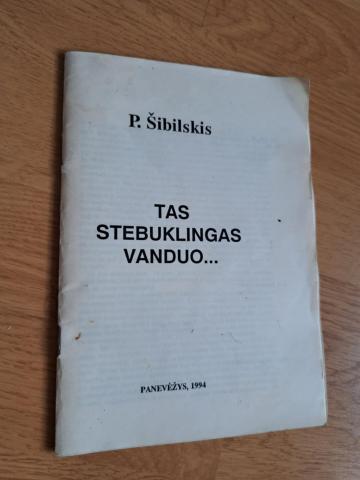 P. Šibilskis
TAS
STEBUKLINGAS
VANDUO...
PANEVĖŽYS, 1994